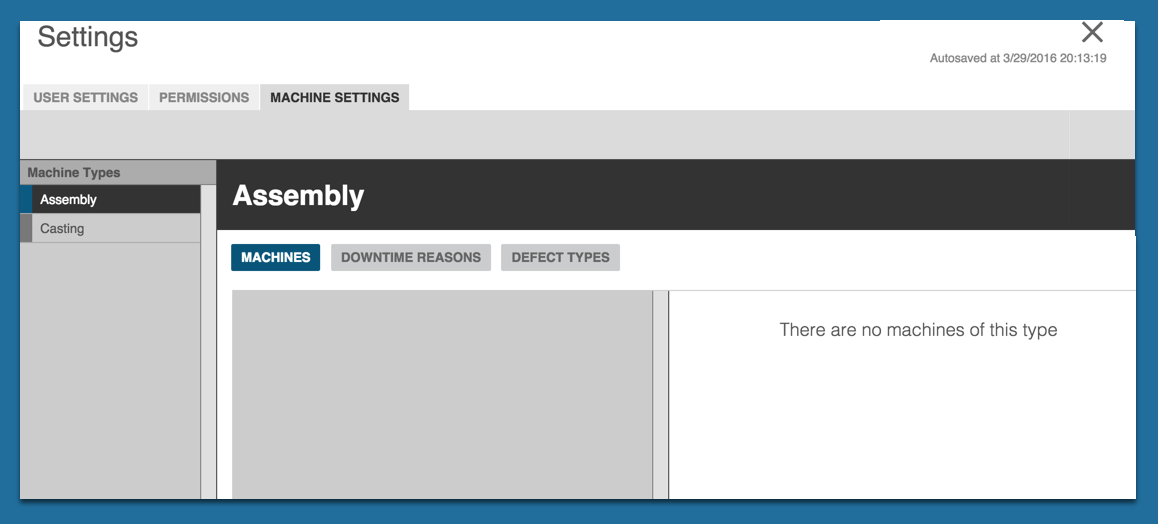 Settings
Autosaved at 3/29/2016 20:13:19
USER SETTINGS PERMISSIONS MACHINE SETTINGS
Machine Types
Assembly
Casting
Assembly
MACHINES DOWNTIME REASONS DEFECT TYPES
There are no machines of this type